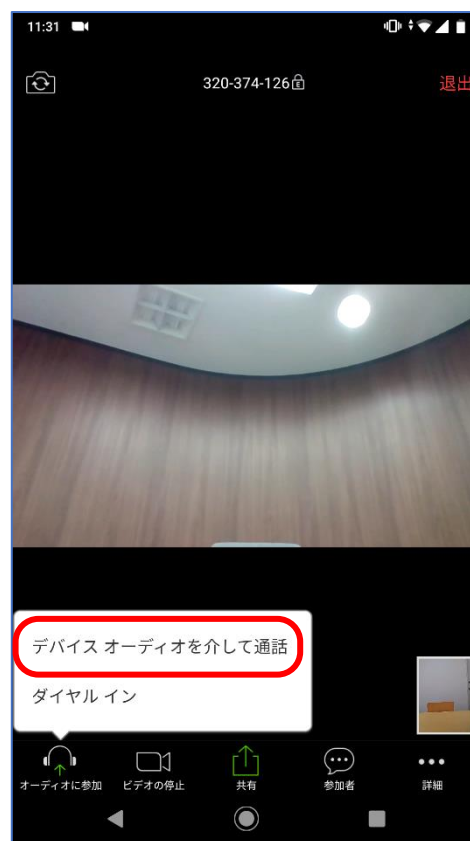 11:31
320-374-126
退出
デバイス オーディオを介して通話
ダイヤル イン
オーディオに参加 ビデオの停止 共有 参加者 詳細